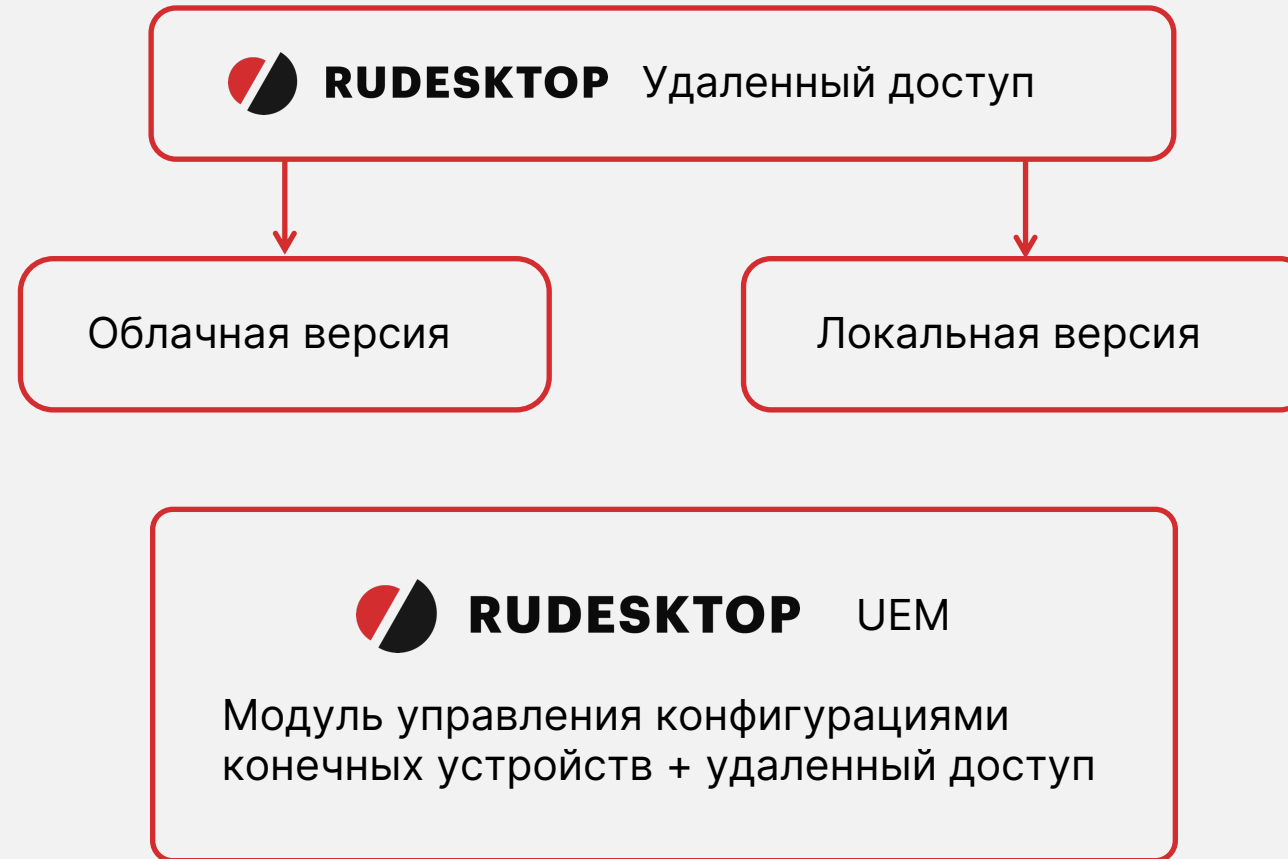 RUDESKTOP Удаленный доступ
Облачная версия
Локальная версия
RUDESKTOP UEM
Модуль управления конфигурациями
конечных устройств + удаленный доступ